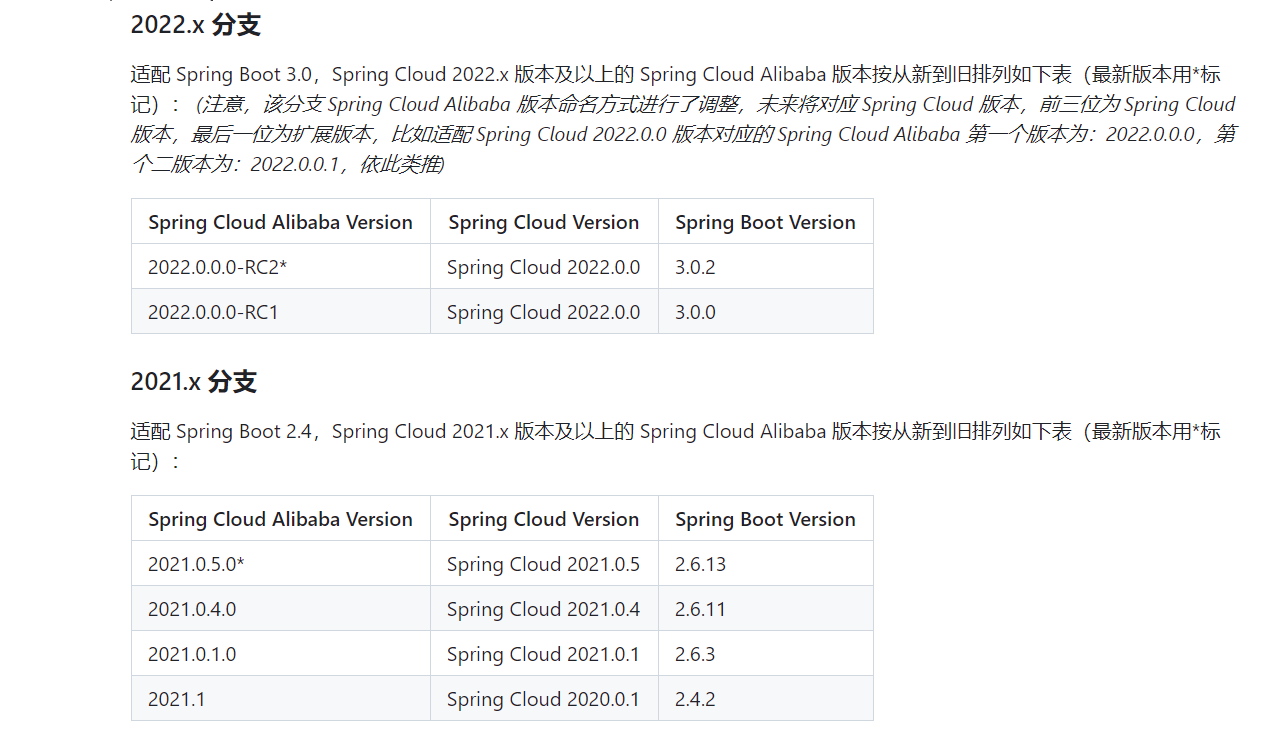 2022.x 分支
适配 Spring Boot 3.0，Spring Cloud 2022.x 版本及以上的 Spring Cloud Alibaba 版本按从新到旧排列如下表（最新版本用*标
记）：（注意，该分支 Spring Cloud Alibaba 版本命名方式进行了调整，未来将对应 Spring Cloud 版本，前三位为 Spring Cloud
版本，最后一位为扩展版本，比如适配 Spring Cloud 2022.0.0 版本对应的 Spring Cloud Alibaba 第一个版本为：2022.0.0.0，第
个二版本为：2022.0.0.1，依此类推)
Spring Cloud Alibaba Version Spring Cloud Version Spring Boot Version
2022.0.0.0-RC2* Spring Cloud 2022.0.0 3.0.2
2022.0.0.0-RC1 Spring Cloud 2022.0.0 3.0.0
2021.x 分支
适配 Spring Boot 2.4，Spring Cloud 2021.x 版本及以上的 Spring Cloud Alibaba 版本按从新到旧排列如下表（最新版本用*标
记）：
Spring Cloud Alibaba Version Spring Cloud Version Spring Boot Version
2021.0.5.0* Spring Cloud 2021.0.5 2.6.13
2021.0.4.0 Spring Cloud 2021.0.4 2.6.11
2021.0.1.0 Spring Cloud 2021.0.1 2.6.3
2021.1 Spring Cloud 2020.0.1 2.4.2